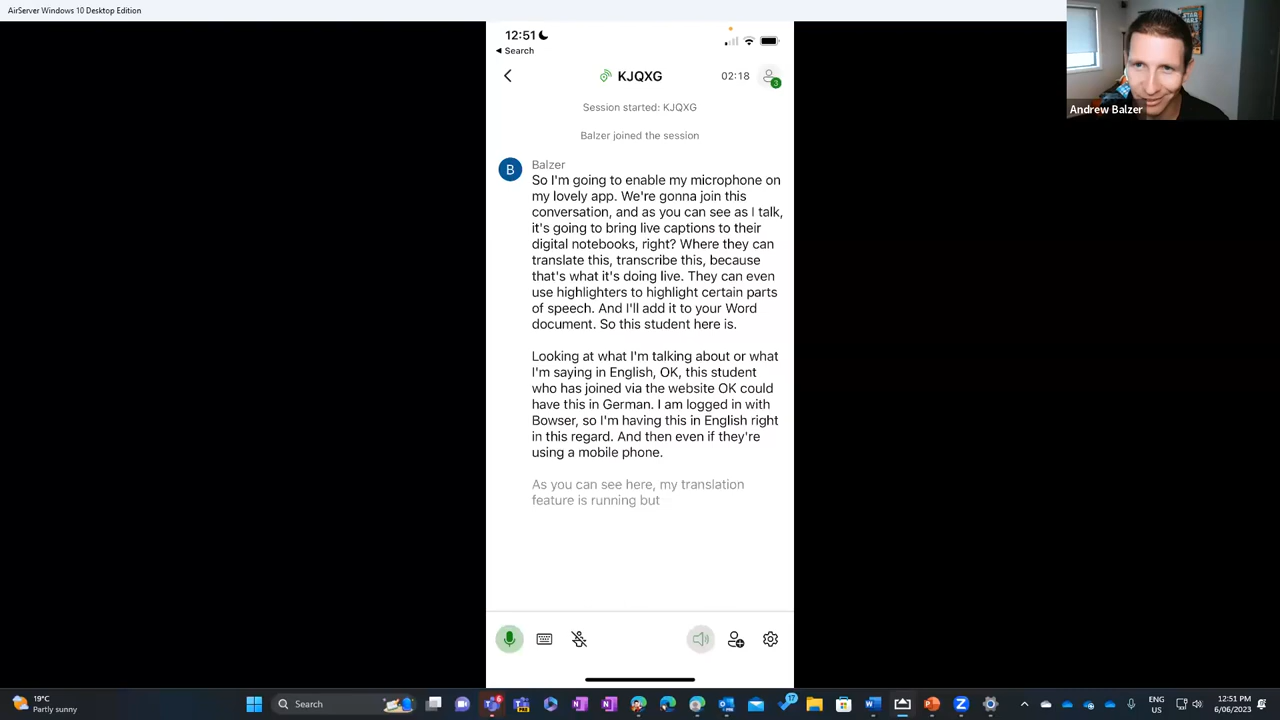 AirServer Windows 10 Desktop Edition
12:51
Search
KJQXG
02:18
3
Session started: KJQXG
Balzer joined the session
B
Balzer
So I'm going to enable my microphone on
my lovely app. We're gonna join this
conversation, and as you can see as I talk,
it's going to bring live captions to their
digital notebooks, right? Where they can
translate this, transcribe this, because
that's what it's doing live. They can even
use highlighters to highlight certain parts
of speech. And I'll add it to your Word
document. So this student here is.
Looking at what I'm talking about or what
I'm saying in English, OK, this student
who has joined via the website OK could
have this in German. I am logged in with
Bowser, so I'm having this in English right
in this regard. And then even if they're
using a mobile phone.
As you can see here, my translation
feature is running but
STAR
WARS
Andrew Balzer
19°C
Partly sunny
Search
6
17
ENG
US
12:51 PM
6/06/2023